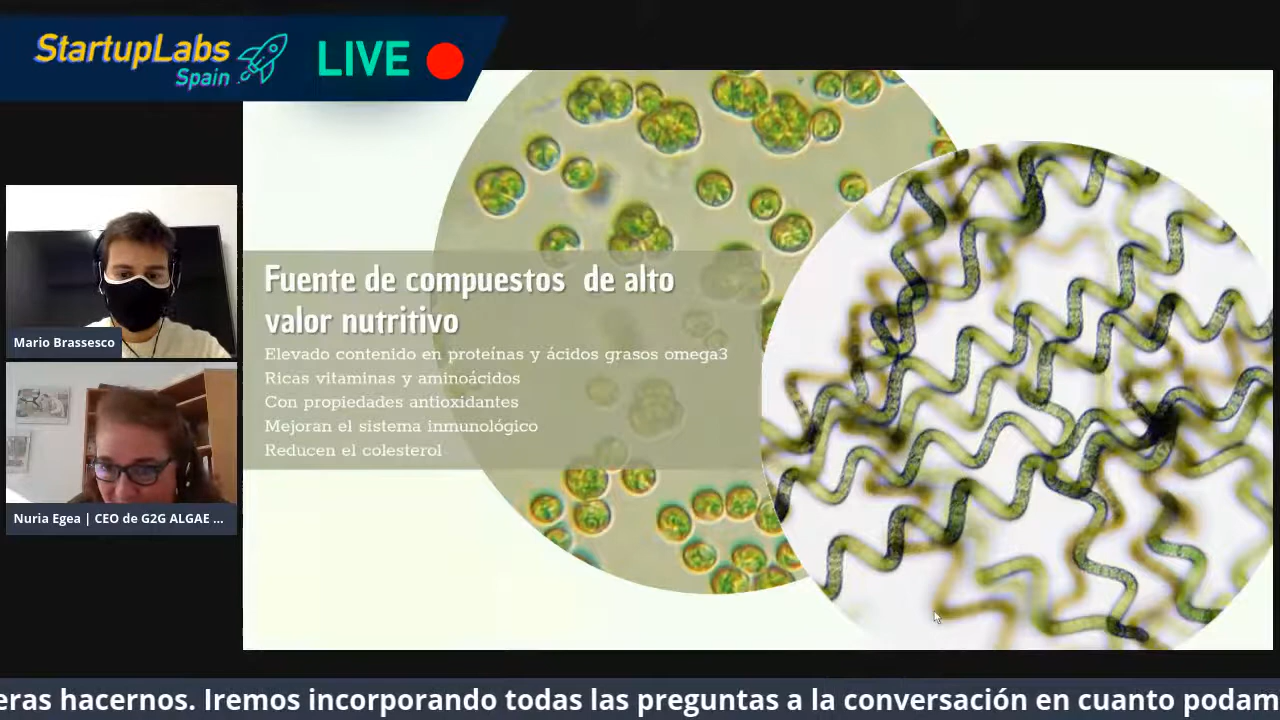 StartupLabs
Spain
LIVE
Mario Brassesco
Nuria Egea | CEO de G2G ALGAE ...
Fuente de compuestos de alto
valor nutritivo
Elevado contenido en proteínas y ácidos grasos omega3
Ricas vitaminas y aminoácidos
Con propiedades antioxidantes
Mejoran el sistema inmunológico
Reducen el colesterol
eras hacernos. Iremos incorporando todas las preguntas a la conversación en cuanto podam